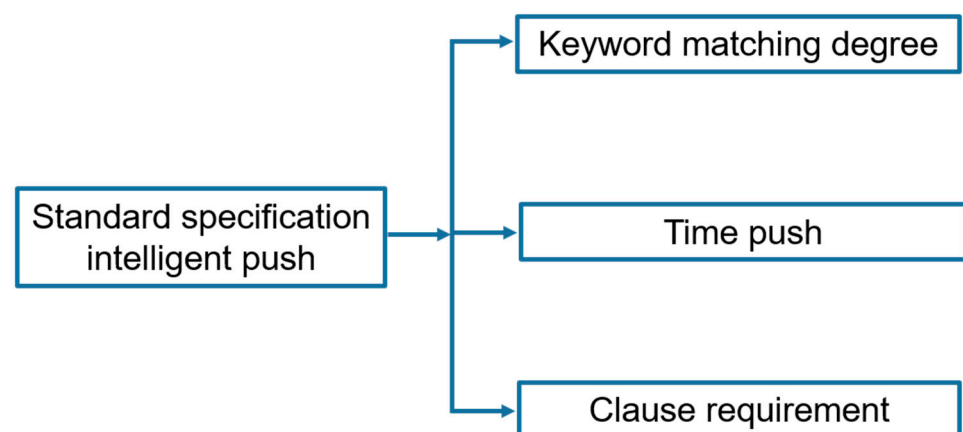 Keyword matching degree
Standard specification
intelligent push
Time push
Clause requirement